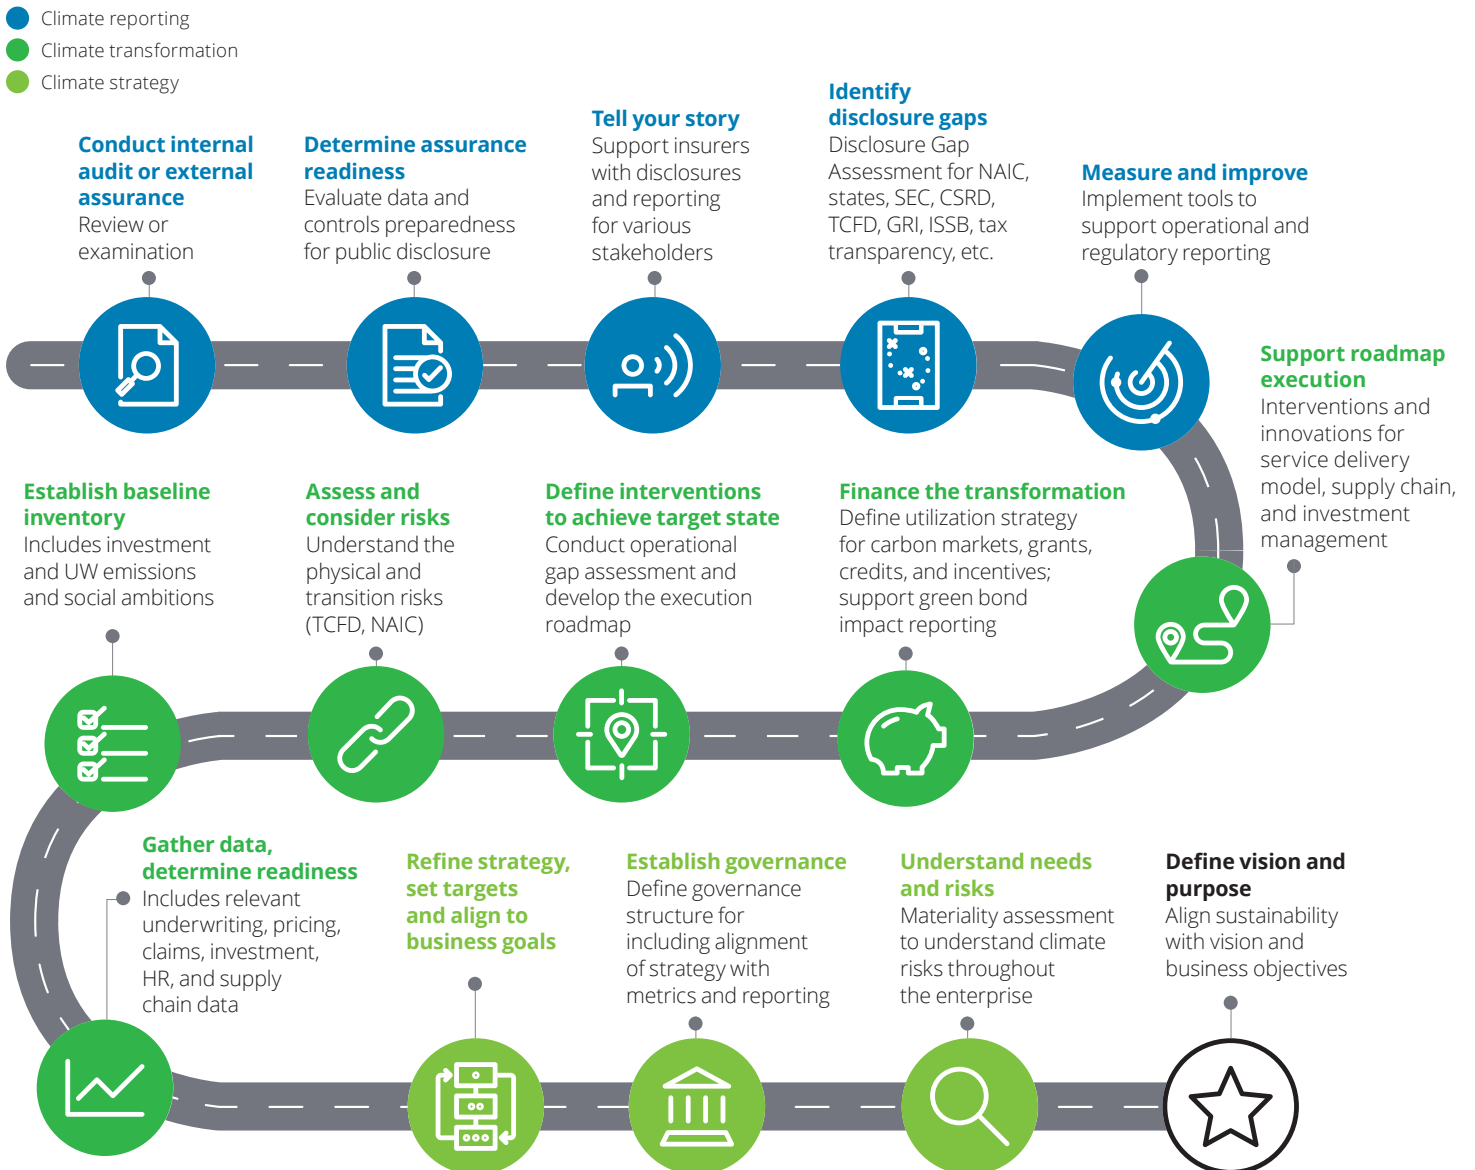 Climate reporting
Climate transformation
Climate strategy
Conduct internal
audit or external
assurance
Review or
examination
Determine assurance
readiness
Evaluate data and
controls preparedness
for public disclosure
Tell your story
Support insurers
with disclosures
and reporting
for various
stakeholders
Identify
disclosure gaps
Disclosure Gap
Assessment for NAIC,
states, SEC, CSRD,
TCFD, GRI, ISSB, tax
transparency, etc.
Measure and improve
Implement tools to
support operational and
regulatory reporting
Support roadmap
execution
Interventions and
innovations for
service delivery
model, supply chain,
and investment
management
Establish baseline
inventory
Includes investment
and UW emissions
and social ambitions
Assess and
consider risks
Understand the
physical and
transition risks
(TCFD, NAIC)
Define interventions
to achieve target state
Conduct operational
gap assessment and
develop the execution
roadmap
Finance the transformation
Define utilization strategy
for carbon markets, grants,
credits, and incentives;
support green bond
impact reporting
Gather data,
determine readiness
Includes relevant
underwriting, pricing,
claims, investment,
HR, and supply
chain data
Refine strategy,
set targets
and align to
business goals
Establish governance
Define governance
structure for
including alignment
of strategy with
metrics and reporting
Understand needs
and risks
Materiality assessment
to understand climate
risks throughout
the enterprise
Define vision and
purpose
Align sustainability
with vision and
business objectives